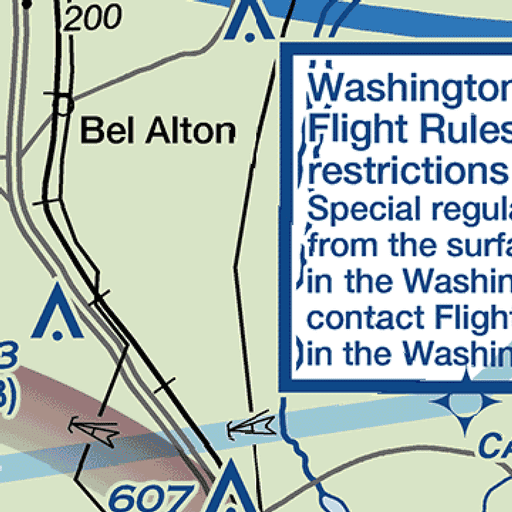 200
Bel Alton
Washington
Flight Rules
restrictions
Special regula
from the surfa
in the Washin
contact Flight
in the Washin
3
3)
CA
607